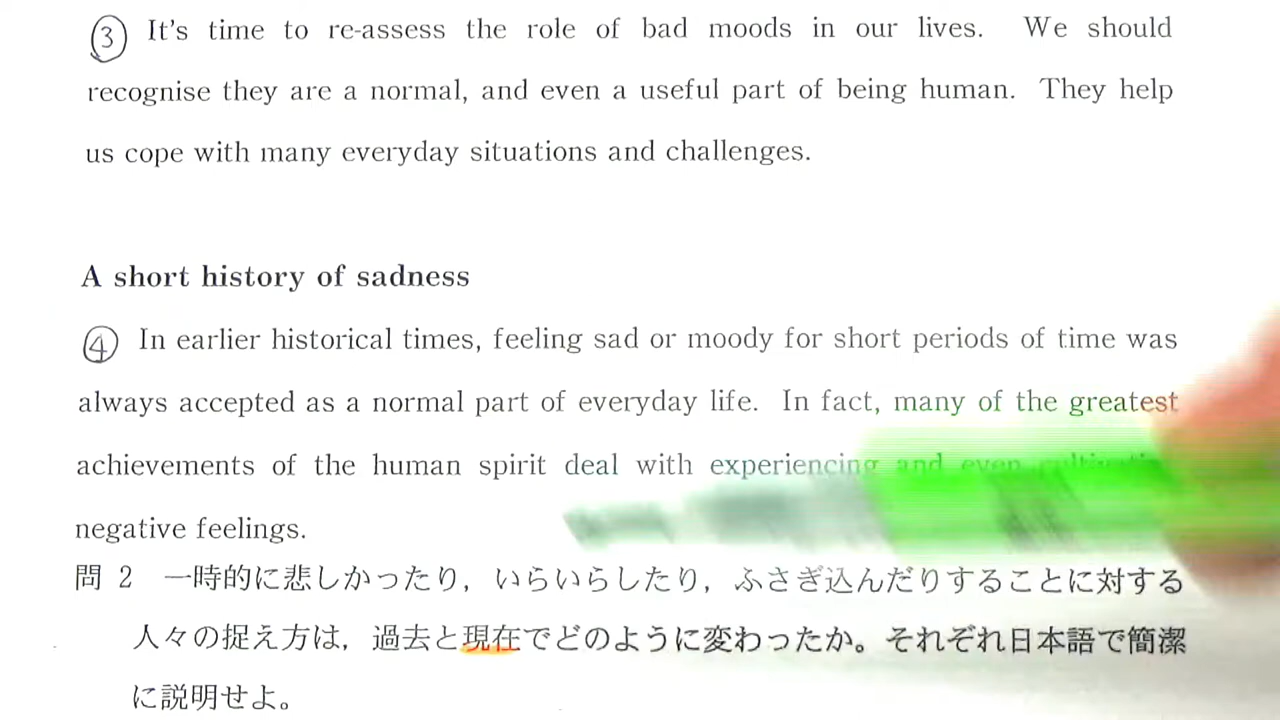 ③ It's time to re-assess the role of bad moods in our lives. We should
recognise they are a normal, and even a useful part of being human. They help
us cope with many everyday situations and challenges.
A short history of sadness
④ In earlier historical times, feeling sad or moody for short periods of time was
always accepted as a normal part of everyday life. In fact, many of the greatest
achievements of the human spirit deal with experiencing and even
negative feelings.
問 2 一時的に悲しかったり，いらいらしたり，ふさぎ込んだりすることに対する
人々の捉え方は，過去と現在でどのように変わったか。それぞれ日本語で簡潔
に説明せよ。